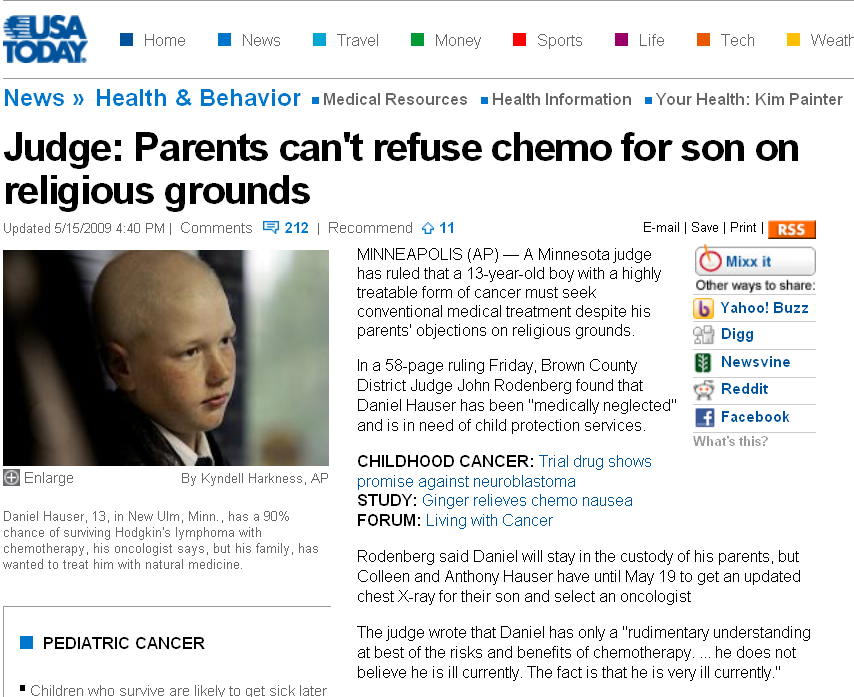 USA
TODAY.
Home News Travel Money Sports Life Tech Weath
News » Health & Behavior Medical Resources Health Information Your Health: Kim Painter
Judge: Parents can't refuse chemo for son on
religious grounds
Updated 5/15/2009 4:40 PM | Comments 212 | Recommend 11
E-mail | Save | Print | RSS
Enlarge By Kyndell Harkness, AP
Daniel Hauser, 13, in New Ulm, Minn., has a 90%
chance of surviving Hodgkin's lymphoma with
chemotherapy, his oncologist says, but his family, has
wanted to treat him with natural medicine.
PEDIATRIC CANCER
Children who survive are likely to get sick later
MINNEAPOLIS (AP) — A Minnesota judge
has ruled that a 13-year-old boy with a highly
treatable form of cancer must seek
conventional medical treatment despite his
parents' objections on religious grounds.
In a 58-page ruling Friday, Brown County
District Judge John Rodenberg found that
Daniel Hauser has been "medically neglected"
and is in need of child protection services.
CHILDHOOD CANCER: Trial drug shows
promise against neuroblastoma
STUDY: Ginger relieves chemo nausea
FORUM: Living with Cancer
Rodenberg said Daniel will stay in the custody of his parents, but
Colleen and Anthony Hauser have until May 19 to get an updated
chest X-ray for their son and select an oncologist
The judge wrote that Daniel has only a "rudimentary understanding
at best of the risks and benefits of chemotherapy. ... he does not
believe he is ill currently. The fact is that he is very ill currently."
Mixx it
Other ways to share:
Yahoo! Buzz
Digg
Newsvine
Reddit
Facebook
What's this?